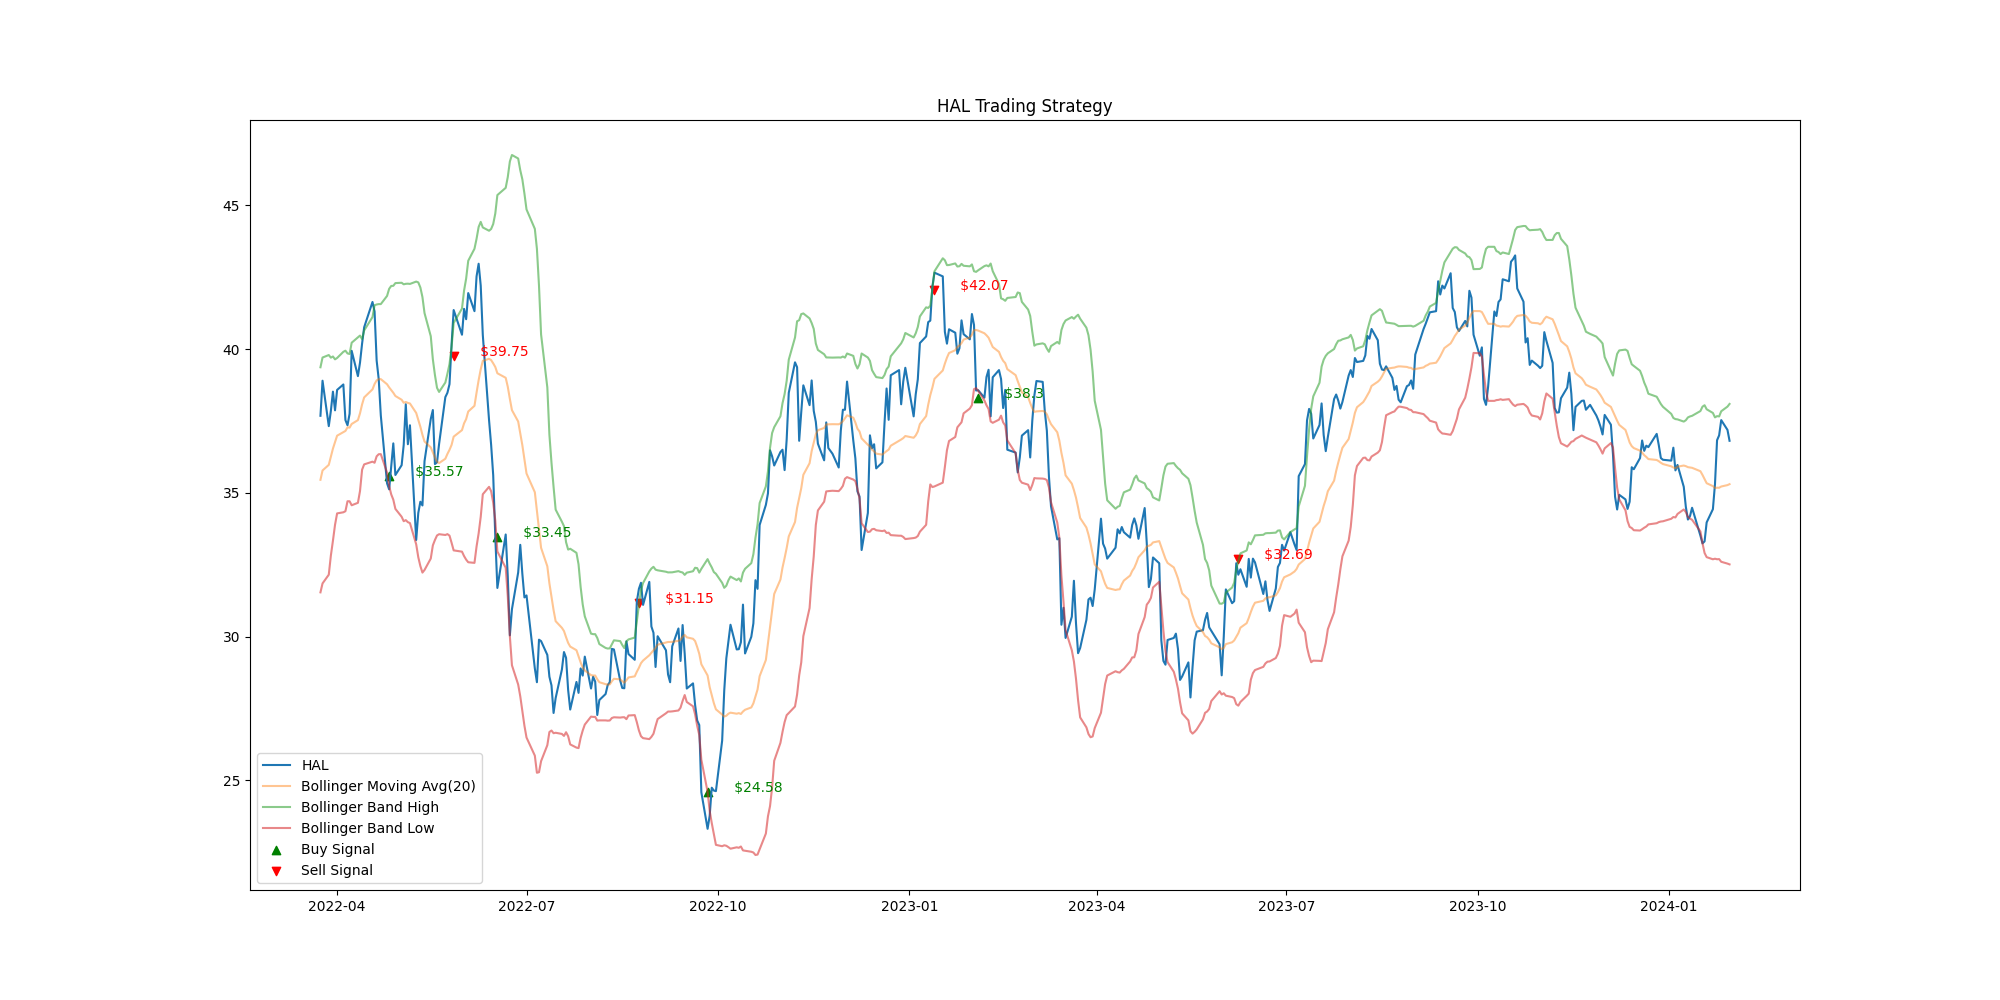 HAL Trading Strategy
45
40
35
30
25
$42.07
$39.75
$38.3
$35.57
$33.45
$32.69
$31.15
$24.58
HAL
Bollinger Moving Avg(20)
Bollinger Band High
Bollinger Band Low
Buy Signal
Sell Signal
2022-04 2022-07 2022-10 2023-01 2023-04 2023-07 2023-10 2024-01